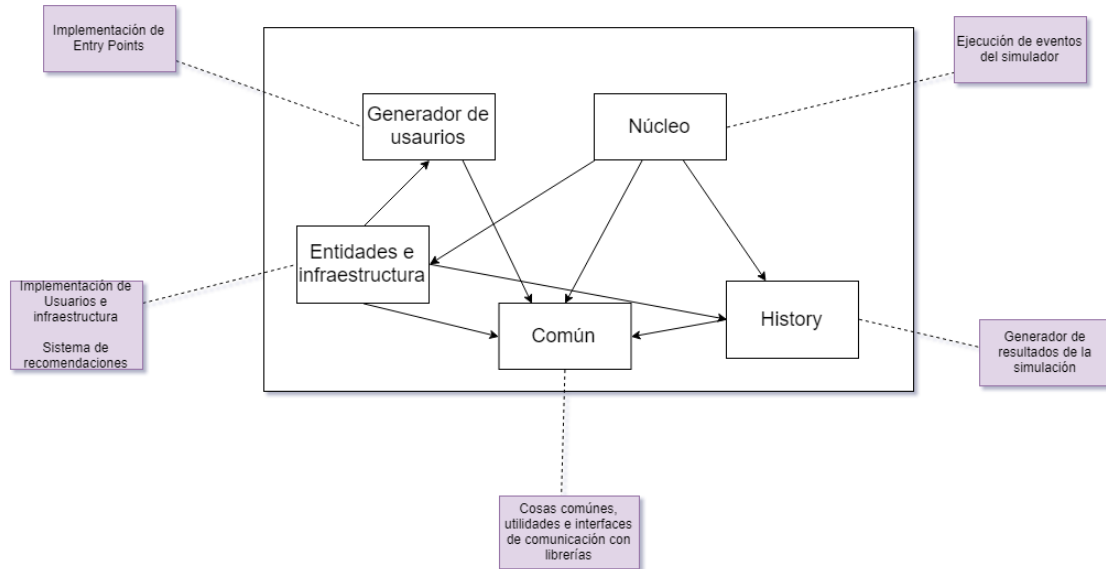 Implementación de
Entry Points
Ejecución de eventos
del simulador
Generador de
usaurios
Núcleo
Entidades e
infraestructura
Implementación de
Usuarios e
infraestructura
Sistema de
recomendaciones
Común
History
Generador de
resultados de la
simulación
Cosas comúnes,
utilidades e interfaces
de comunicación con
librerías